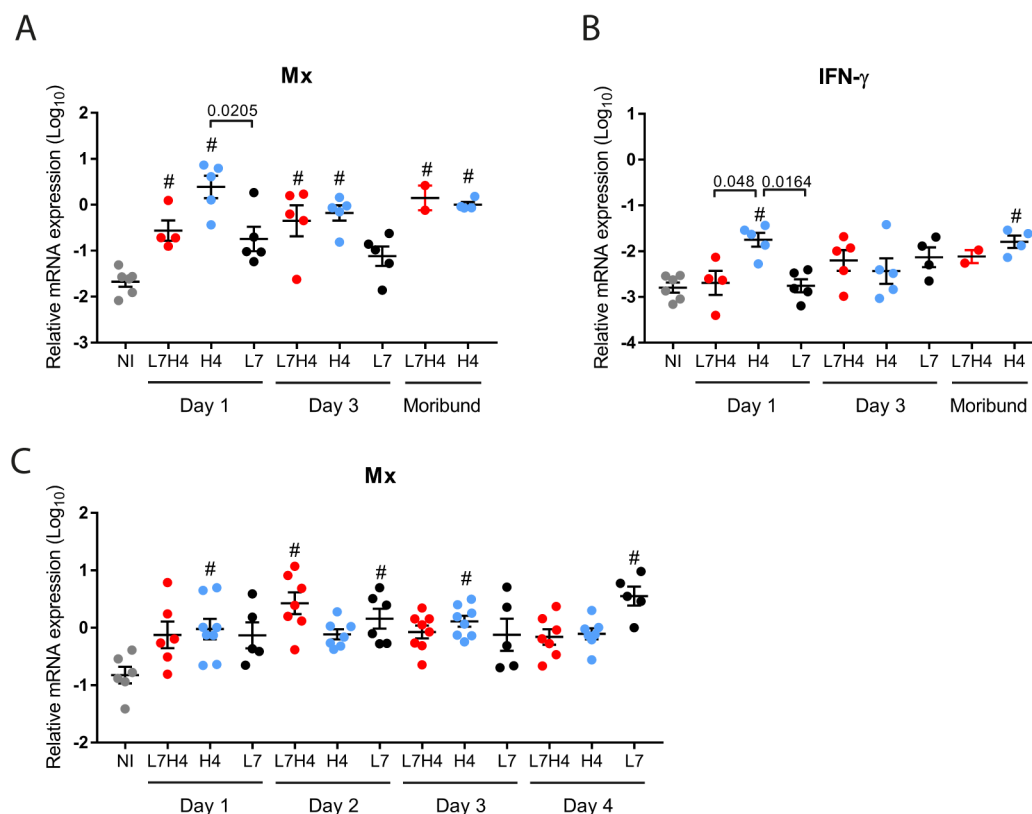 A
Mx
Relative mRNA expression (Log10)
2
1
0
-1
-2
-3
0.0205
# # # # # #
NI L7H4 H4 L7 L7H4 H4 L7 L7H4 H4
Day 1 Day 3 Moribund
B
IFN-γ
Relative mRNA expression (Log10)
1
0
-1
-2
-3
-4
0.048 0.0164
# #
NI L7H4 H4 L7 L7H4 H4 L7 L7H4 H4
Day 1 Day 3 Moribund
C
Mx
Relative mRNA expression (Log10)
2
1
0
-1
-2
# # # # #
NI L7H4 H4 L7 L7H4 H4 L7 L7H4 H4 L7 L7H4 H4 L7
Day 1 Day 2 Day 3 Day 4